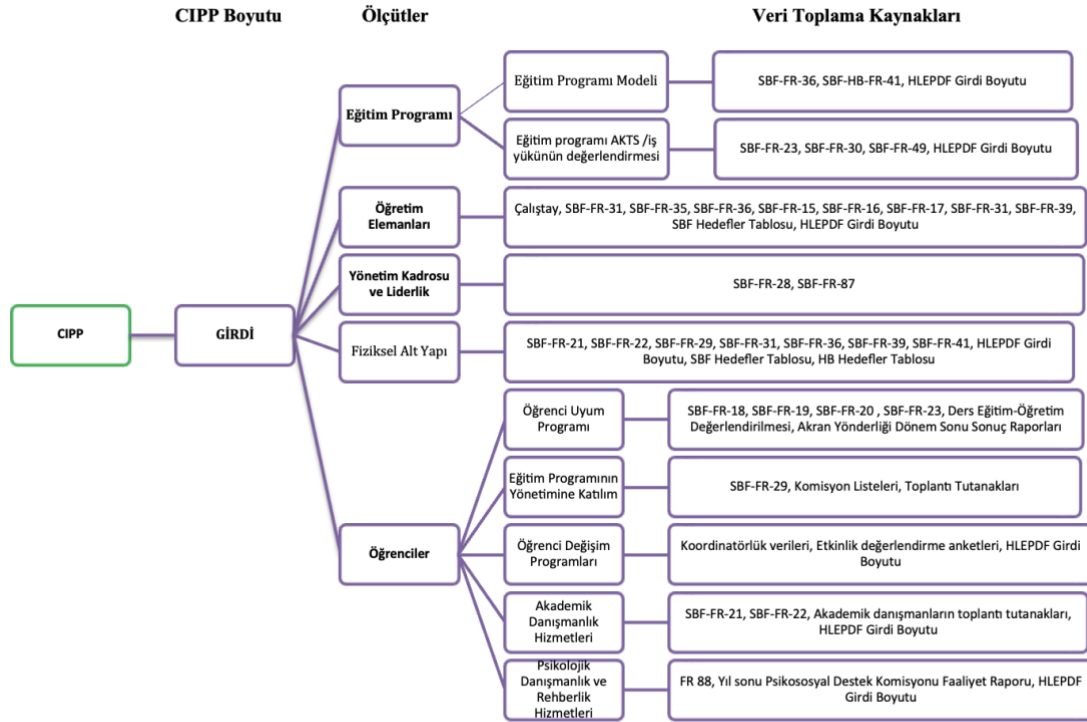 CIPP Boyutu
Ölçütler
Veri Toplama Kaynakları
CIPP
GİRDİ
Eğitim Programı
Eğitim Programı Modeli
SBF-FR-36, SBF-HB-FR-41, HLEPDF Girdi Boyutu
Eğitim programı AKTS /iş
yükünün değerlendirmesi
SBF-FR-23, SBF-FR-30, SBF-FR-49, HLEPDF Girdi Boyutu
Öğretim
Elemanları
Çalıştay, SBF-FR-31, SBF-FR-35, SBF-FR-36, SBF-FR-15, SBF-FR-16, SBF-FR-17, SBF-FR-31, SBF-FR-39,
SBF Hedefler Tablosu, HLEPDF Girdi Boyutu
Yönetim Kadrosu
ve Liderlik
SBF-FR-28, SBF-FR-87
Fiziksel Alt Yapı
SBF-FR-21, SBF-FR-22, SBF-FR-29, SBF-FR-31, SBF-FR-36, SBF-FR-39, SBF-FR-41, HLEPDF Girdi
Boyutu, SBF Hedefler Tablosu, HB Hedefler Tablosu
Öğrenciler
Öğrenci Uyum
Programı
SBF-FR-18, SBF-FR-19, SBF-FR-20 , SBF-FR-23, Ders Eğitim-Öğretim
Değerlendirilmesi, Akran Yönderliği Dönem Sonu Sonuç Raporları
Eğitim Programının
Yönetimine Katılım
SBF-FR-29, Komisyon Listeleri, Toplantı Tutanakları
Öğrenci Değişim
Programları
Koordinatörlük verileri, Etkinlik değerlendirme anketleri, HLEPDF Girdi
Boyutu
Akademik
Danışmanlık
Hizmetleri
SBF-FR-21, SBF-FR-22, Akademik danışmanların toplantı tutanakları,
HLEPDF Girdi Boyutu
Psikolojik
Danışmanlık ve
Rehberlik
Hizmetleri
FR 88, Yıl sonu Psikososyal Destek Komisyonu Faaliyet Raporu, HLEPDF
Girdi Boyutu